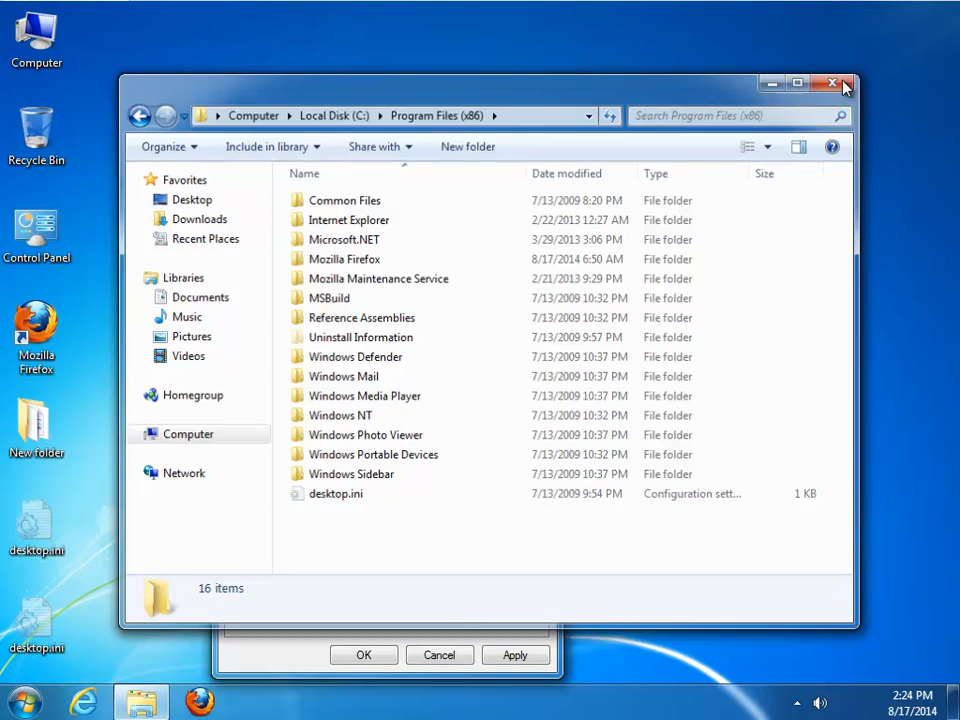 Computer
Recycle Bin
Control Panel
Mozilla
Firefox
New folder
desktop.ini
desktop.ini
Computer
Local Disk (C:)
Program Files (x86)
Search Program Files (x86)
Organize
Include in library
Share with
New folder
Favorites
Desktop
Downloads
Recent Places
Libraries
Documents
Music
Pictures
Videos
Homegroup
Computer
Network
Name Date modified Type Size
Common Files 7/13/2009 8:20 PM File folder
Internet Explorer 2/22/2013 12:27 AM File folder
Microsoft.NET 3/29/2013 3:06 PM File folder
Mozilla Firefox 8/17/2014 6:50 AM File folder
Mozilla Maintenance Service 2/21/2013 9:29 PM File folder
MSBuild 7/13/2009 10:32 PM File folder
Reference Assemblies 7/13/2009 10:32 PM File folder
Uninstall Information 7/13/2009 9:57 PM File folder
Windows Defender 7/13/2009 10:37 PM File folder
Windows Mail 7/13/2009 10:37 PM File folder
Windows Media Player 7/13/2009 10:37 PM File folder
Windows NT 7/13/2009 10:32 PM File folder
Windows Photo Viewer 7/13/2009 10:37 PM File folder
Windows Portable Devices 7/13/2009 10:32 PM File folder
Windows Sidebar 7/13/2009 10:37 PM File folder
desktop.ini 7/13/2009 9:54 PM Configuration sett... 1 KB
16 items
OK
Cancel
Apply
2:24 PM
8/17/2014